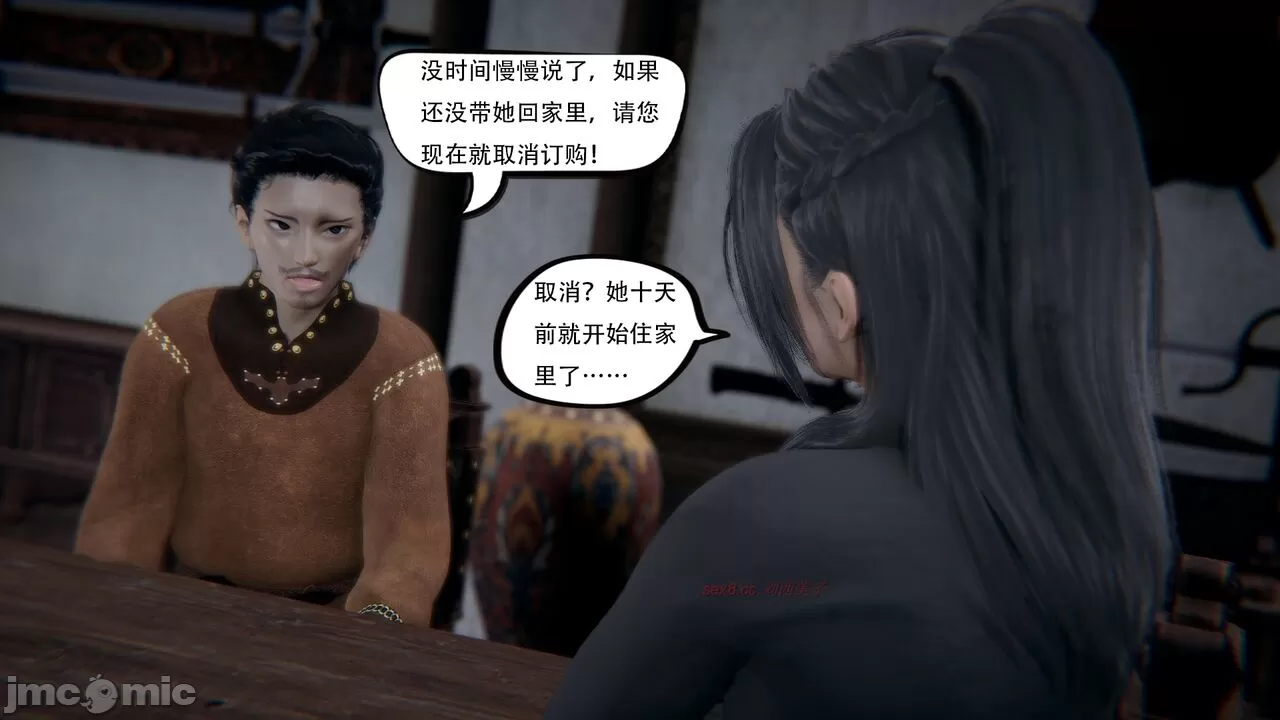 没时间慢慢说了，如果
还没带她回家里，请您
现在就取消订购！
取消？她十天
前就开始住家
里了……
sex8.cc
jmcomic